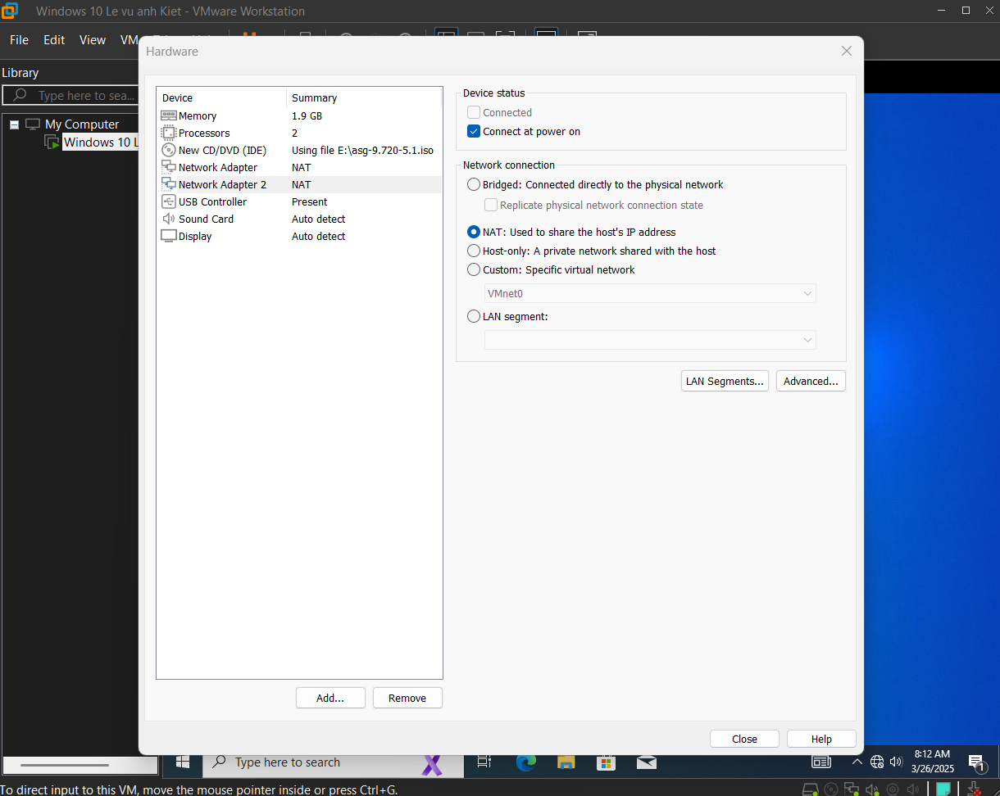 Windows 10 Le vu anh Kiet - VMware Workstation
File Edit View VM
Hardware
Library
Type here to sea...
My Computer
Windows 10 L
Device Summary
Memory 1.9 GB
Processors 2
New CD/DVD (IDE) Using file E:\asg-9.720-5.1.iso
Network Adapter NAT
Network Adapter 2 NAT
USB Controller Present
Sound Card Auto detect
Display Auto detect
Add... Remove
Device status
Connected
Connect at power on
Network connection
Bridged: Connected directly to the physical network
Replicate physical network connection state
NAT: Used to share the host's IP address
Host-only: A private network shared with the host
Custom: Specific virtual network
VMnet0
LAN segment:
LAN Segments... Advanced...
Close Help
Type here to search
8:12 AM
3/26/2025
1
To direct input to this VM, move the mouse pointer inside or press Ctrl+G.